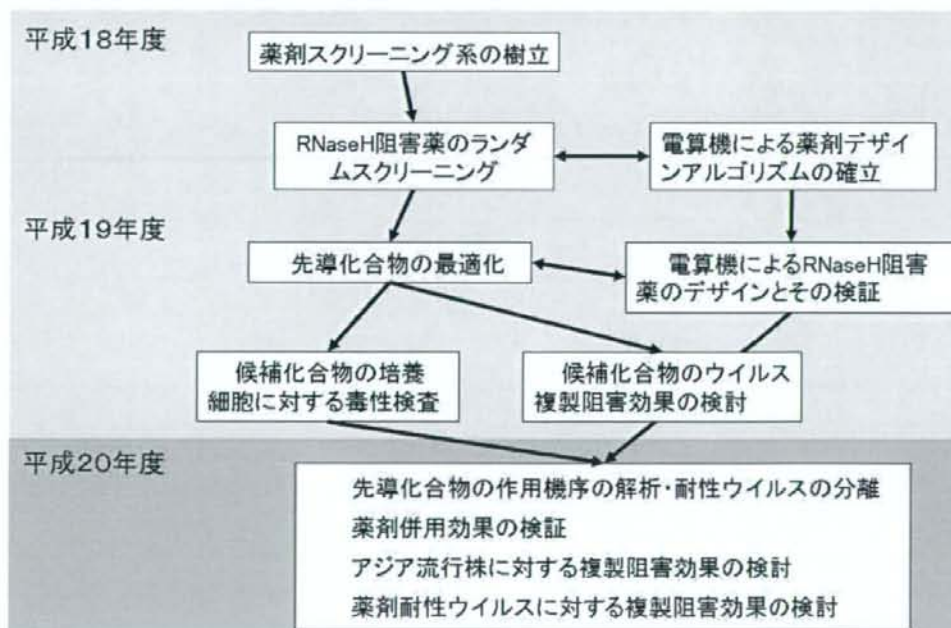 平成18年度
薬剤スクリーニング系の樹立
RNaseH阻害薬のランダ
ムスクリーニング
電算機による薬剤デザイ
ンアルゴリズムの確立
平成19年度
先導化合物の最適化
電算機によるRNaseH阻害
薬のデザインとその検証
候補化合物の培養
細胞に対する毒性検査
候補化合物のウイルス
複製阻害効果の検討
平成20年度
先導化合物の作用機序の解析・耐性ウイルスの分離
薬剤併用効果の検証
アジア流行株に対する複製阻害効果の検討
薬剤耐性ウイルスに対する複製阻害効果の検討